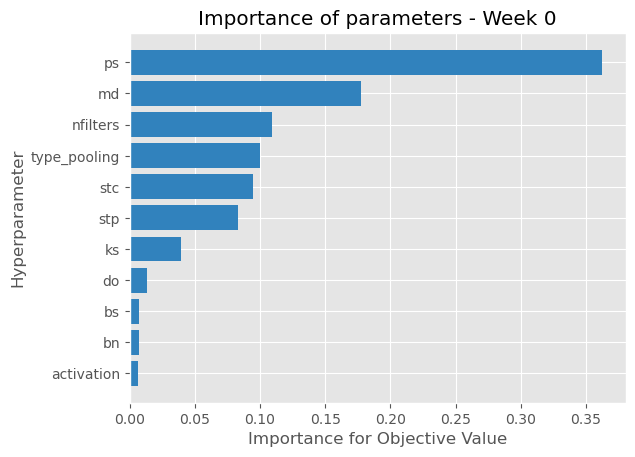 Importance of parameters - Week 0
Hyperparameter
ps
md
nfilters
type_pooling
stc
stp
ks
do
bs
bn
activation
0.00 0.05 0.10 0.15 0.20 0.25 0.30 0.35
Importance for Objective Value